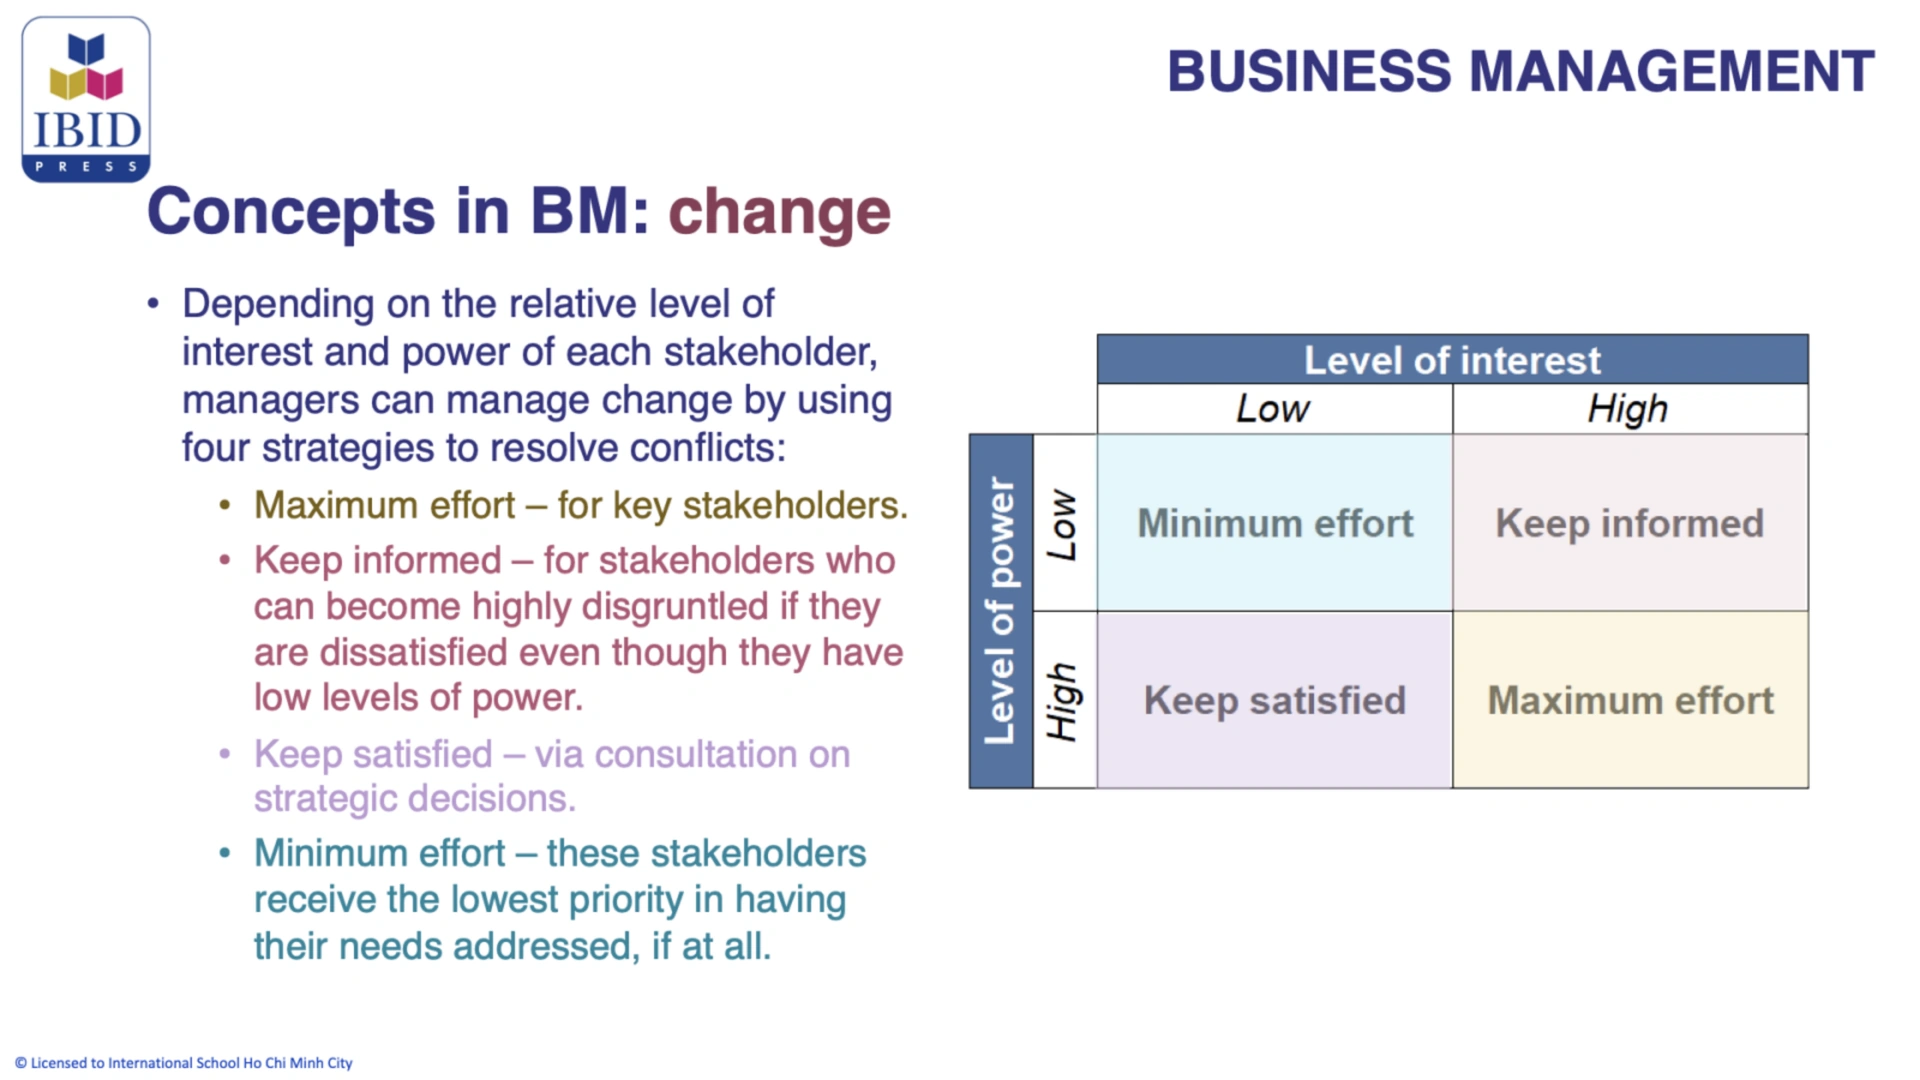 IBID
PRESS
BUSINESS MANAGEMENT
Concepts in BM: change
• Depending on the relative level of
interest and power of each stakeholder,
managers can manage change by using
four strategies to resolve conflicts:
• Maximum effort – for key stakeholders.
• Keep informed – for stakeholders who
can become highly disgruntled if they
are dissatisfied even though they have
low levels of power.
• Keep satisfied – via consultation on
strategic decisions.
• Minimum effort – these stakeholders
receive the lowest priority in having
their needs addressed, if at all.
Level of interest
Low High
Level of power
Low
Minimum effort Keep informed
High
Keep satisfied Maximum effort
© Licensed to International School Ho Chi Minh City